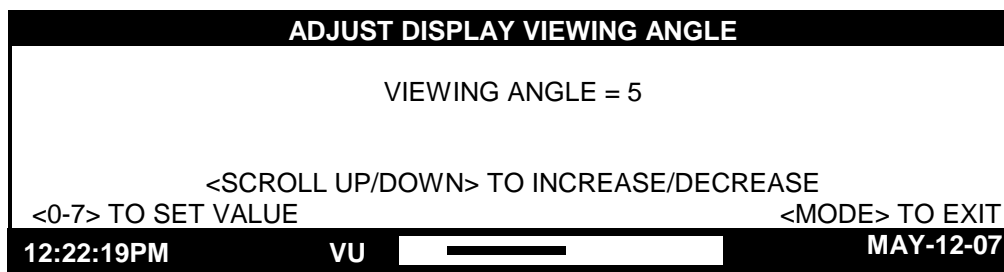 ADJUST DISPLAY VIEWING ANGLE
VIEWING ANGLE = 5
<SCROLL UP/DOWN> TO INCREASE/DECREASE
<0-7> TO SET VALUE <MODE> TO EXIT
12:22:19PM VU MAY-12-07